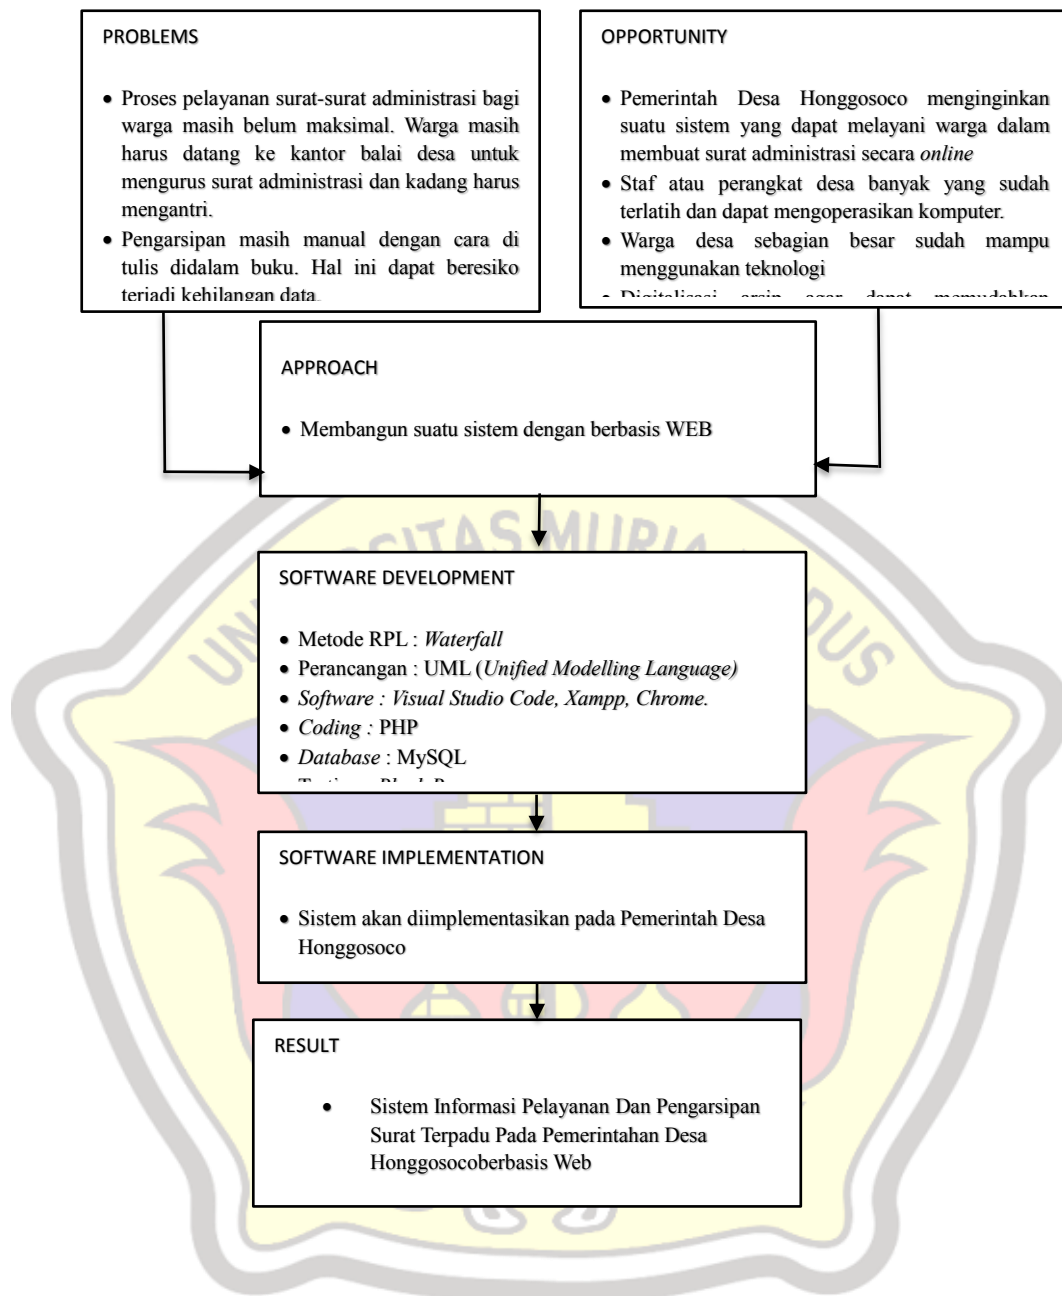 PROBLEMS
• Proses pelayanan surat-surat administrasi bagi
warga masih belum maksimal. Warga masih
harus datang ke kantor balai desa untuk
mengurus surat administrasi dan kadang harus
mengantri.
• Pengarsipan masih manual dengan cara di
tulis didalam buku. Hal ini dapat beresiko
terjadi kehilangan data.
OPPORTUNITY
• Pemerintah Desa Honggosoco menginginkan
suatu sistem yang dapat melayani warga dalam
membuat surat administrasi secara online
• Staf atau perangkat desa banyak yang sudah
terlatih dan dapat mengoperasikan komputer.
• Warga desa sebagian besar sudah mampu
menggunakan teknologi
• Digitalisasi arsip agar dapat memudahkan
APPROACH
• Membangun suatu sistem dengan berbasis WEB
SOFTWARE DEVELOPMENT
• Metode RPL : Waterfall
• Perancangan : UML (Unified Modelling Language)
• Software : Visual Studio Code, Xampp, Chrome.
• Coding : PHP
• Database : MySQL
SOFTWARE IMPLEMENTATION
• Sistem akan diimplementasikan pada Pemerintah Desa
Honggosoco
RESULT
• Sistem Informasi Pelayanan Dan Pengarsipan
Surat Terpadu Pada Pemerintahan Desa
Honggosocoberbasis Web